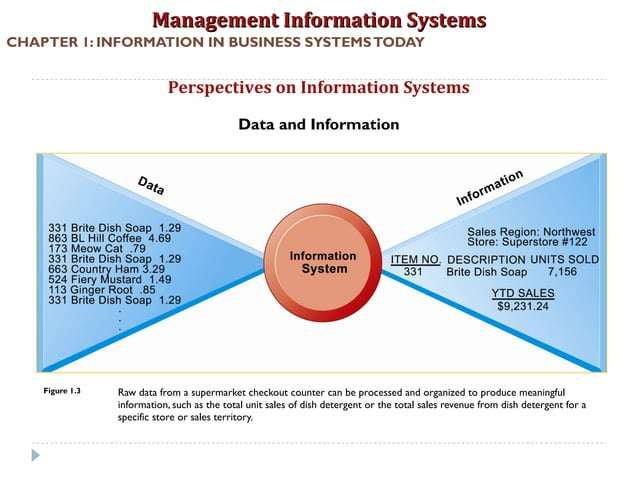 Management Information Systems
CHAPTER 1: INFORMATION IN BUSINESS SYSTEMS TODAY
Perspectives on Information Systems
Data and Information
Data
331 Brite Dish Soap 1.29
863 BL Hill Coffee 4.69
173 Meow Cat .79
331 Brite Dish Soap 1.29
663 Country Ham 3.29
524 Fiery Mustard 1.49
113 Ginger Root .85
331 Brite Dish Soap 1.29
.
.
.
Information
System
Information
Sales Region: Northwest
Store: Superstore #122
ITEM NO. DESCRIPTION UNITS SOLD
331 Brite Dish Soap 7,156
YTD SALES
$9,231.24
Figure 1.3
Raw data from a supermarket checkout counter can be processed and organized to produce meaningful
information, such as the total unit sales of dish detergent or the total sales revenue from dish detergent for a
specific store or sales territory.